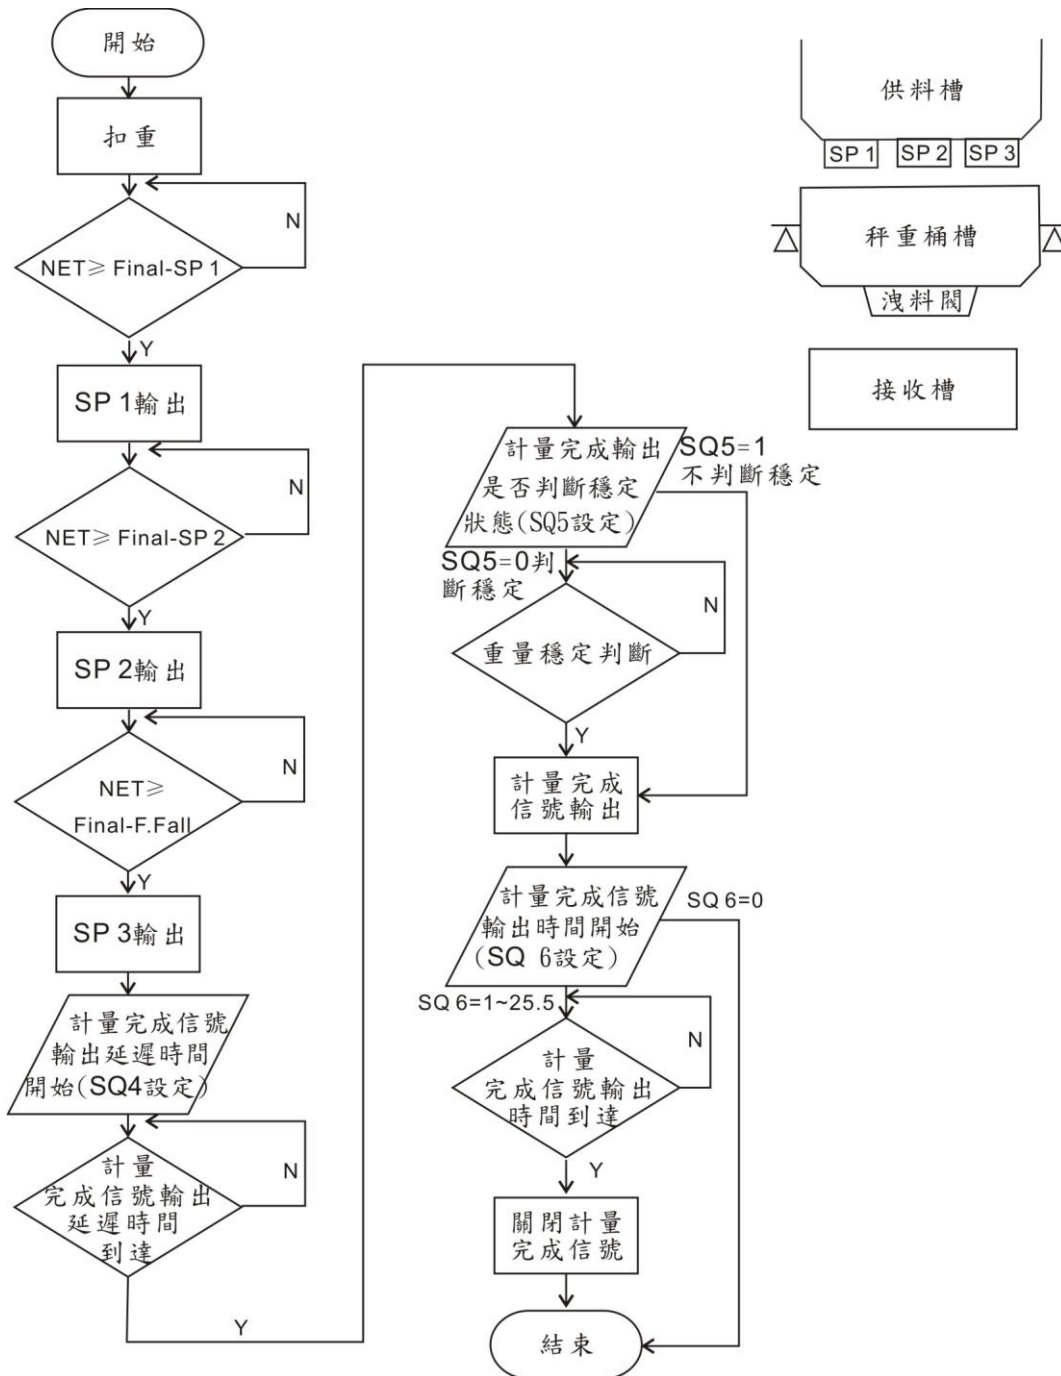 開始
扣重
N
NET≥ Final-SP 1
Y
SP 1輸出
N
NET≥ Final-SP 2
Y
SP 2輸出
N
NET≥
Final-F.Fall
Y
SP 3輸出
計量完成信號
輸出延遲時間
開始(SQ4設定)
計量
完成信號輸出
延遲時間
到達
N
Y
計量完成輸出
是否判斷穩定
狀態(SQ5設定)
SQ5=1
不判斷穩定
SQ5=0判
斷穩定
N
重量穩定判斷
Y
計量完成
信號輸出
計量完成信號
輸出時間開始
(SQ 6設定)
SQ 6=0
SQ 6=1~25.5
N
計量
完成信號輸出
時間到達
Y
關閉計量
完成信號
結束
供料槽
SP 1
SP 2
SP 3
秤重桶槽
洩料閥
接收槽